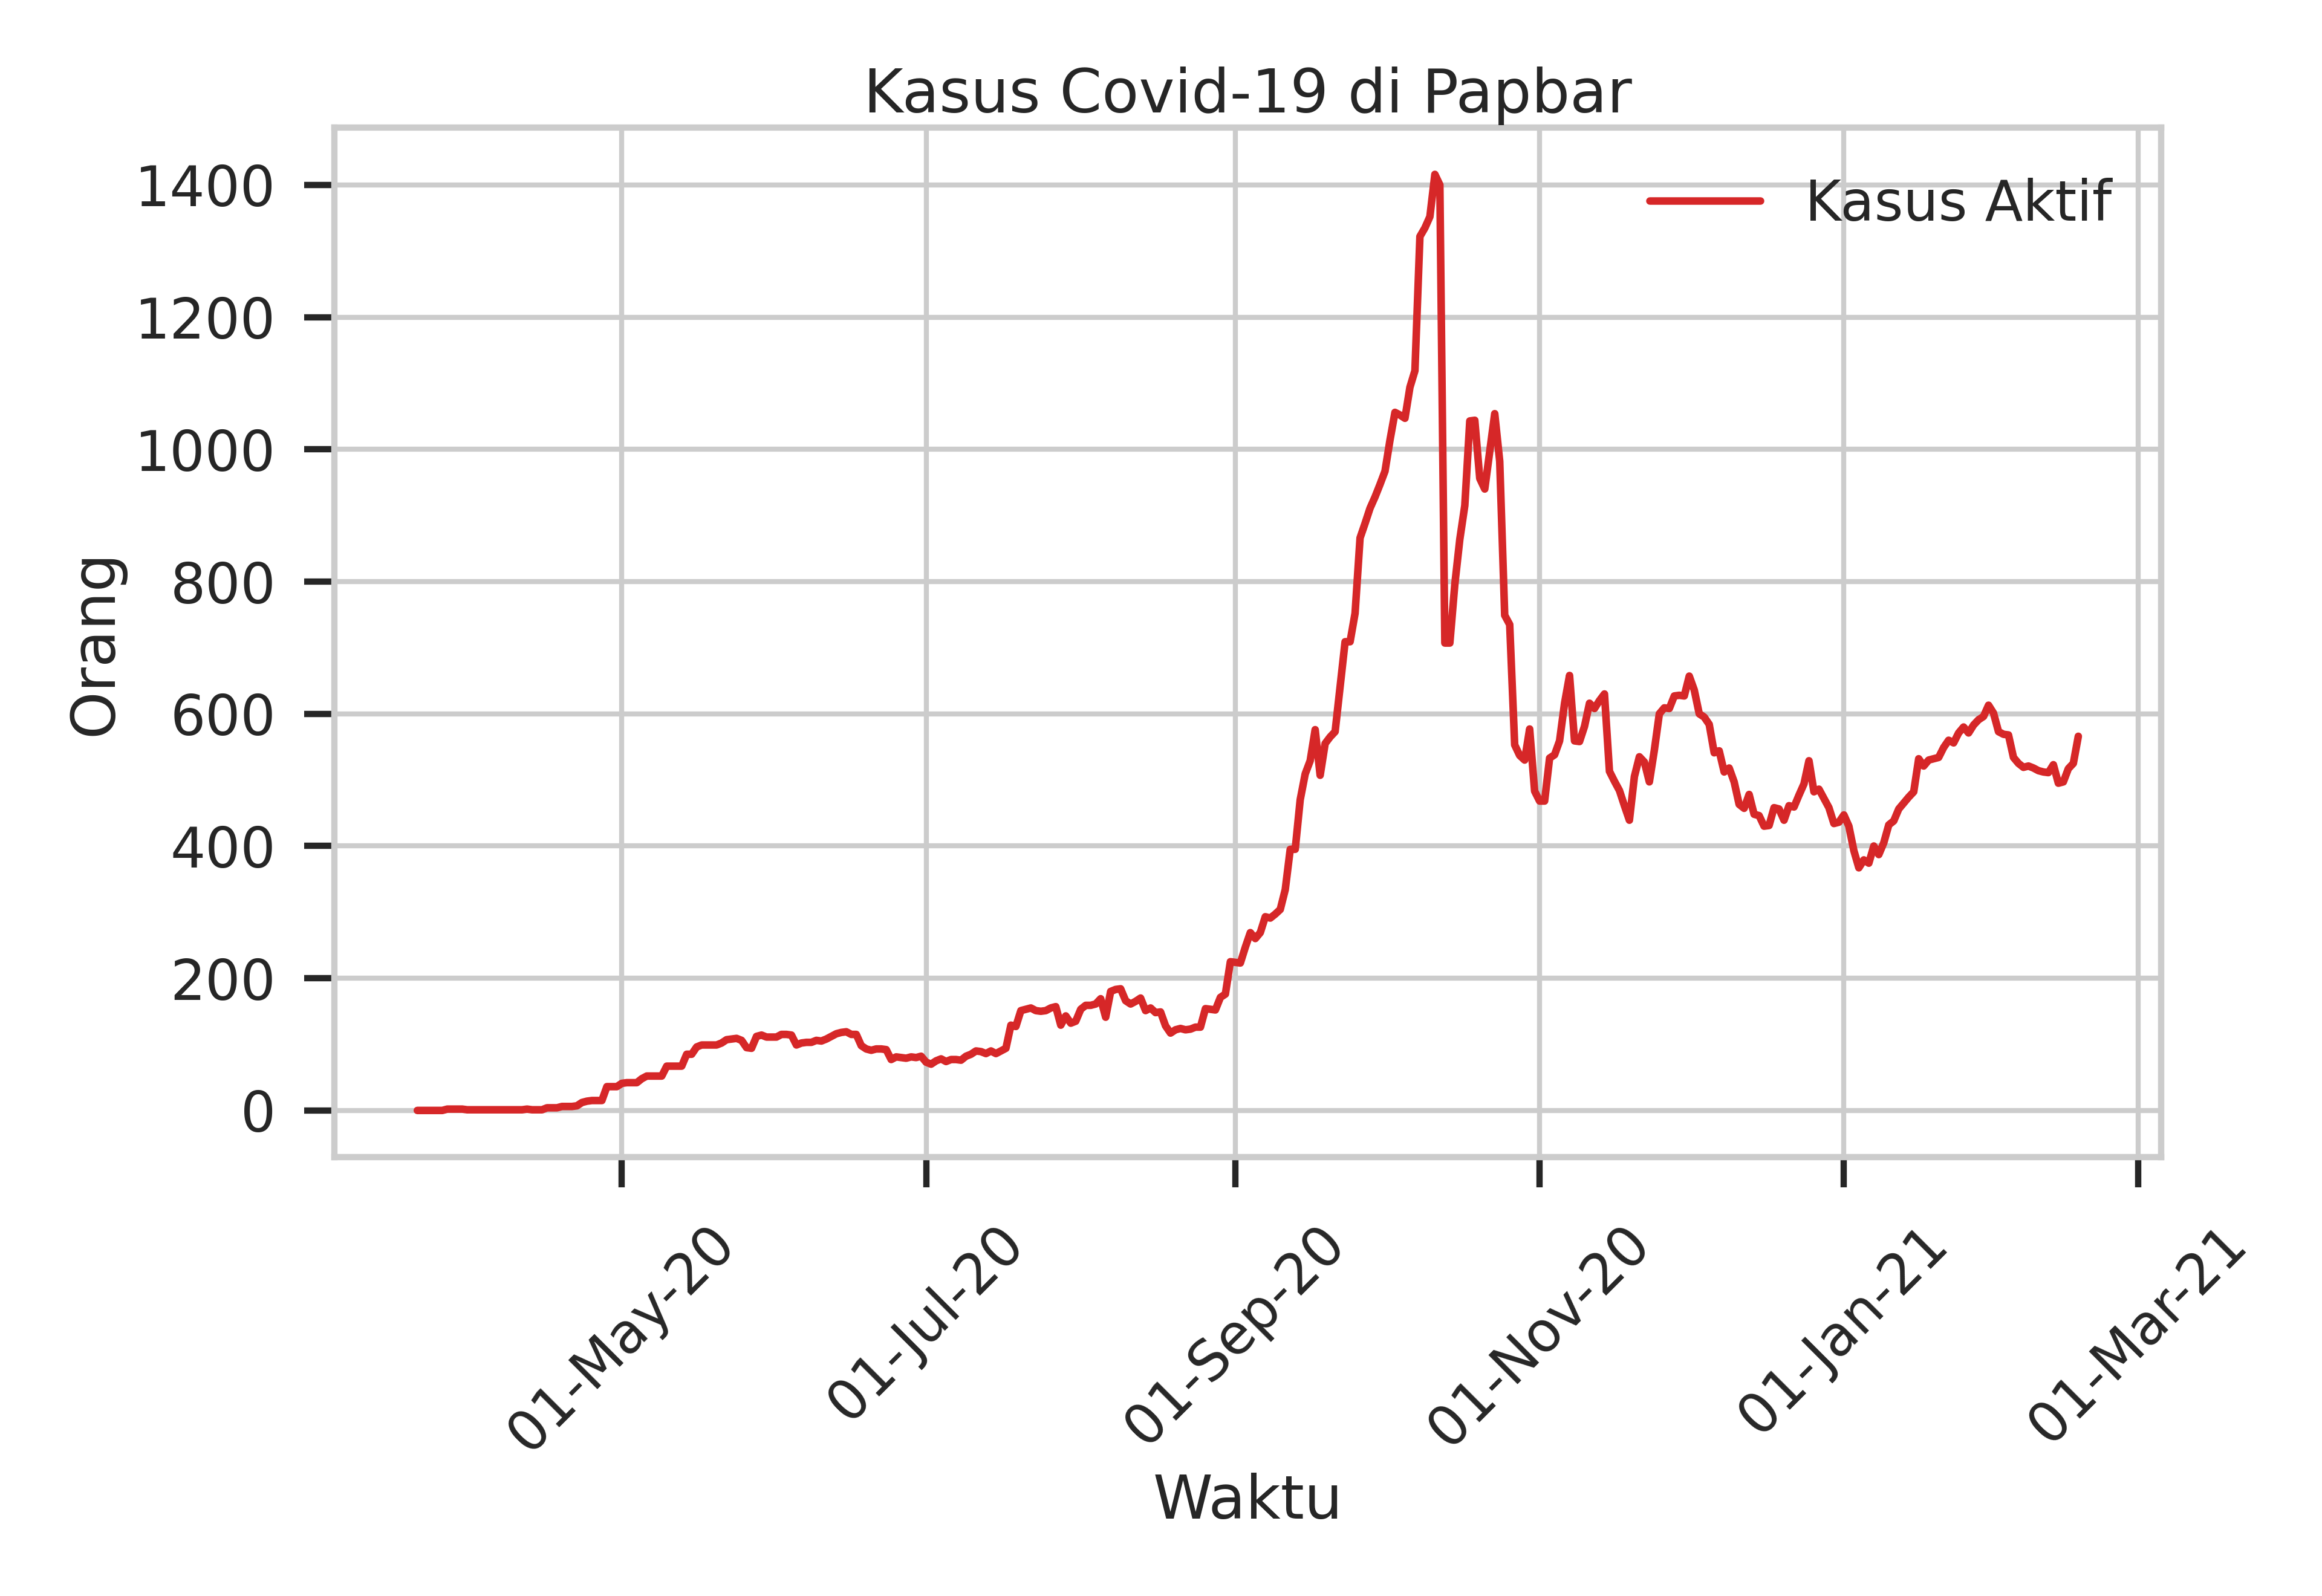 Kasus Covid-19 di Papbar
Kasus Aktif
1400
1200
1000
800
600
400
200
0
Orang
01-May-20
01-Jul-20
01-Sep-20
01-Nov-20
01-Jan-21
01-Mar-21
Waktu